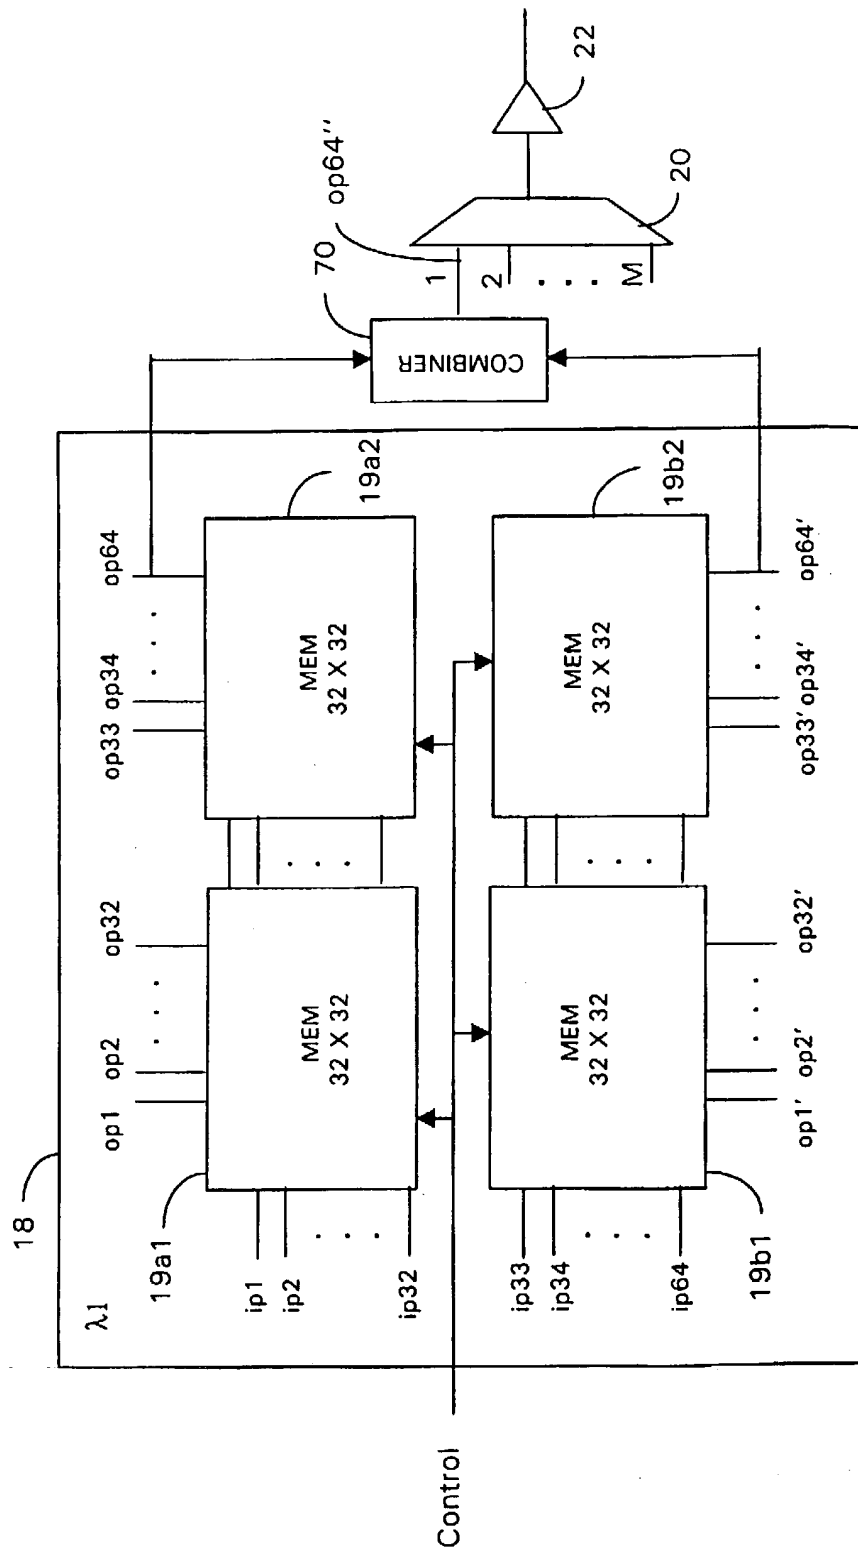 18
λ1
19a1
op1
op2
. . .
op32
op33
op34
. . .
op64
19a2
ip1
ip2
. . . .
ip32
MEM
32 X 32
. . .
MEM
32 X 32
Control
ip33
ip34
. . . .
ip64
19b1
MEM
32 X 32
. . .
MEM
32 X 32
19b2
op1'
op2'
. . .
op32'
op33'
op34'
. . .
op64'
COMBINER
70
op64''
1
2
. . .
M
20
22